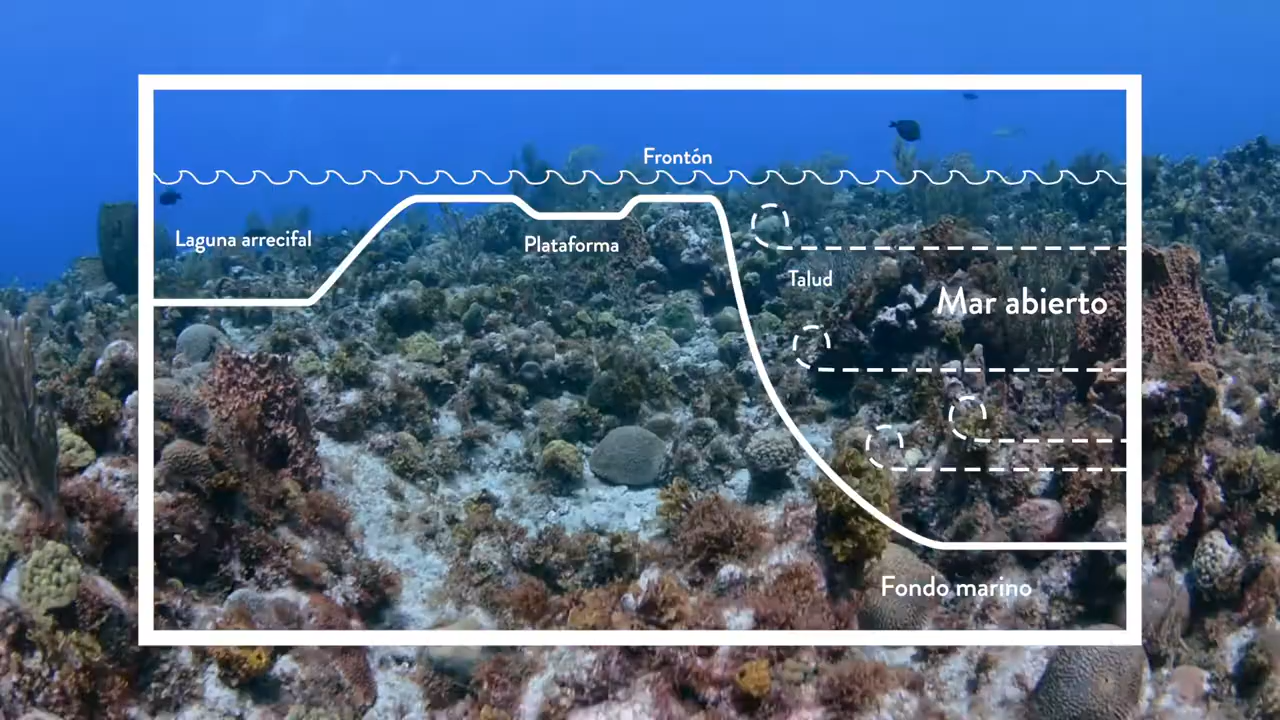 Frontón
Laguna arrecifal
Plataforma
Talud
Mar abierto
Fondo marino